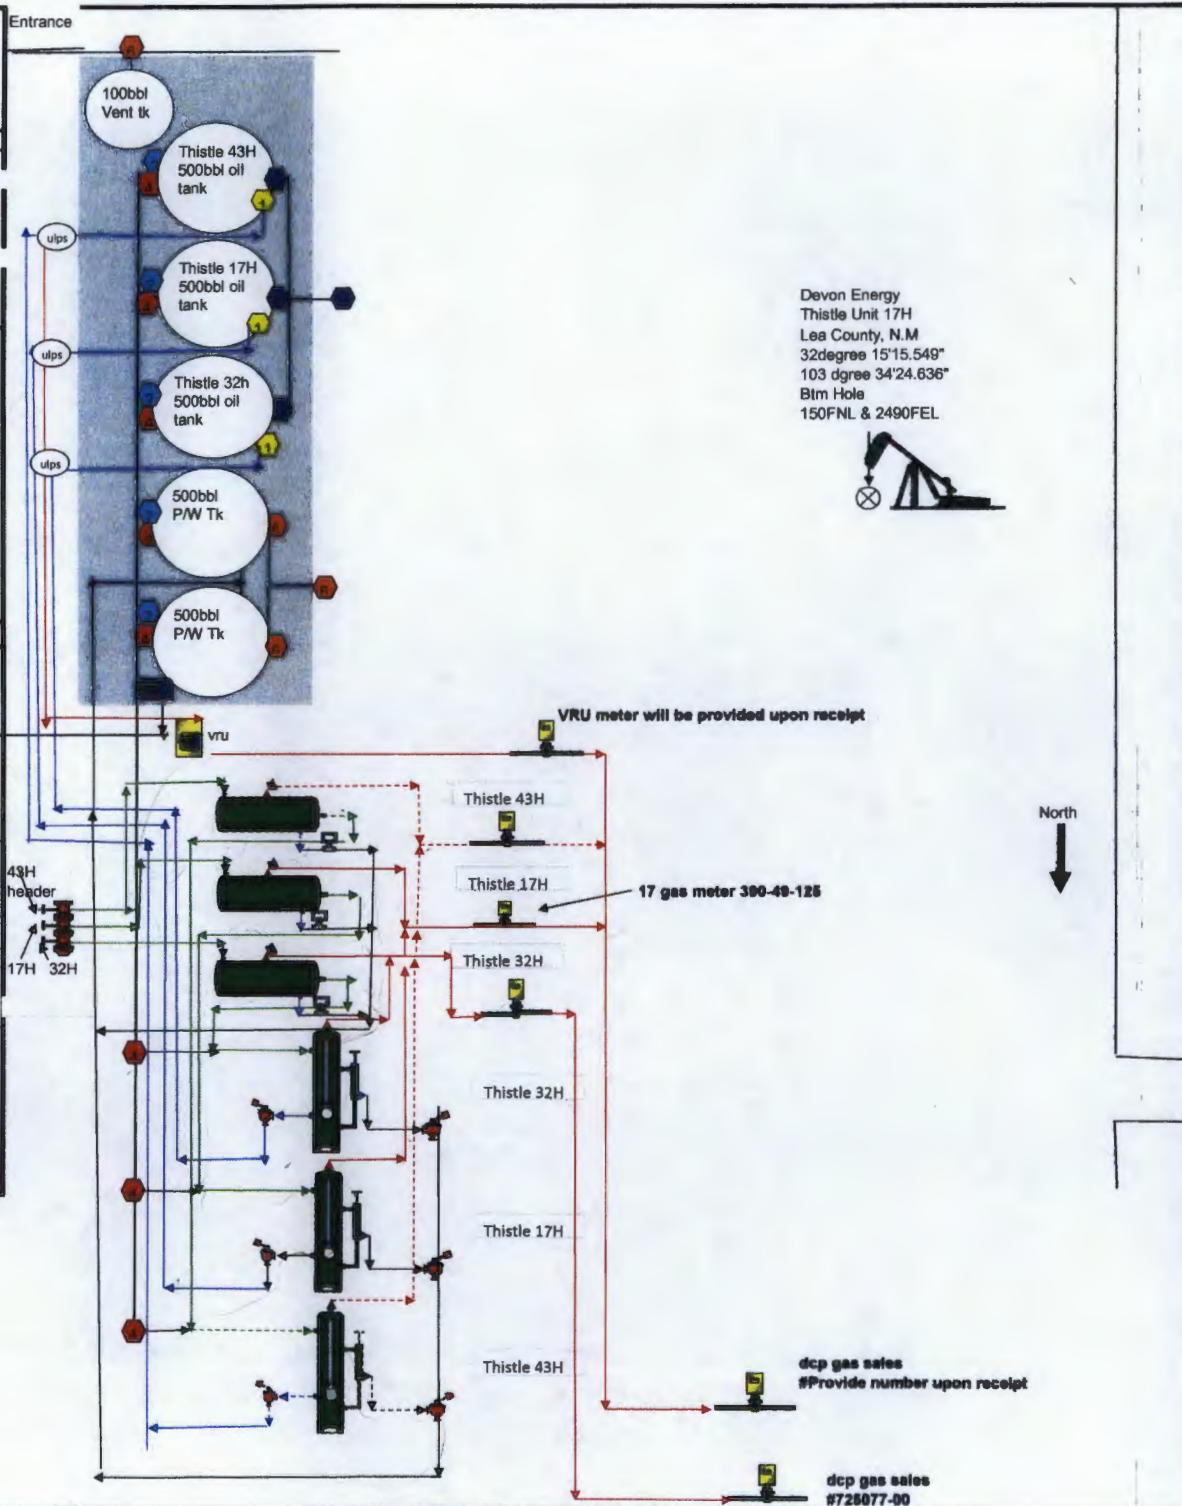 Entrance
100bbl
Vent tk
Thistle 43H
500bbl oil
tank
1
ulps
Thistle 17H
500bbl oil
tank
1
ulps
Thistle 32h
500bbl oil
tank
1
ulps
500bbl
P/W Tk
500bbl
P/W Tk
Devon Energy
Thistle Unit 17H
Lea County, N.M
32degree 15'15.549"
103 dgree 34'24.636"
Btm Hole
150FNL & 2490FEL
vru
VRU meter will be provided upon receipt
Thistle 43H
North
Thistle 17H
17 gas meter 390-49-125
43H
header
17H
32H
Thistle 32H
Thistle 32H
Thistle 17H
Thistle 43H
dcp gas sales
#Provide number upon receipt
dcp gas sales
#725077-00